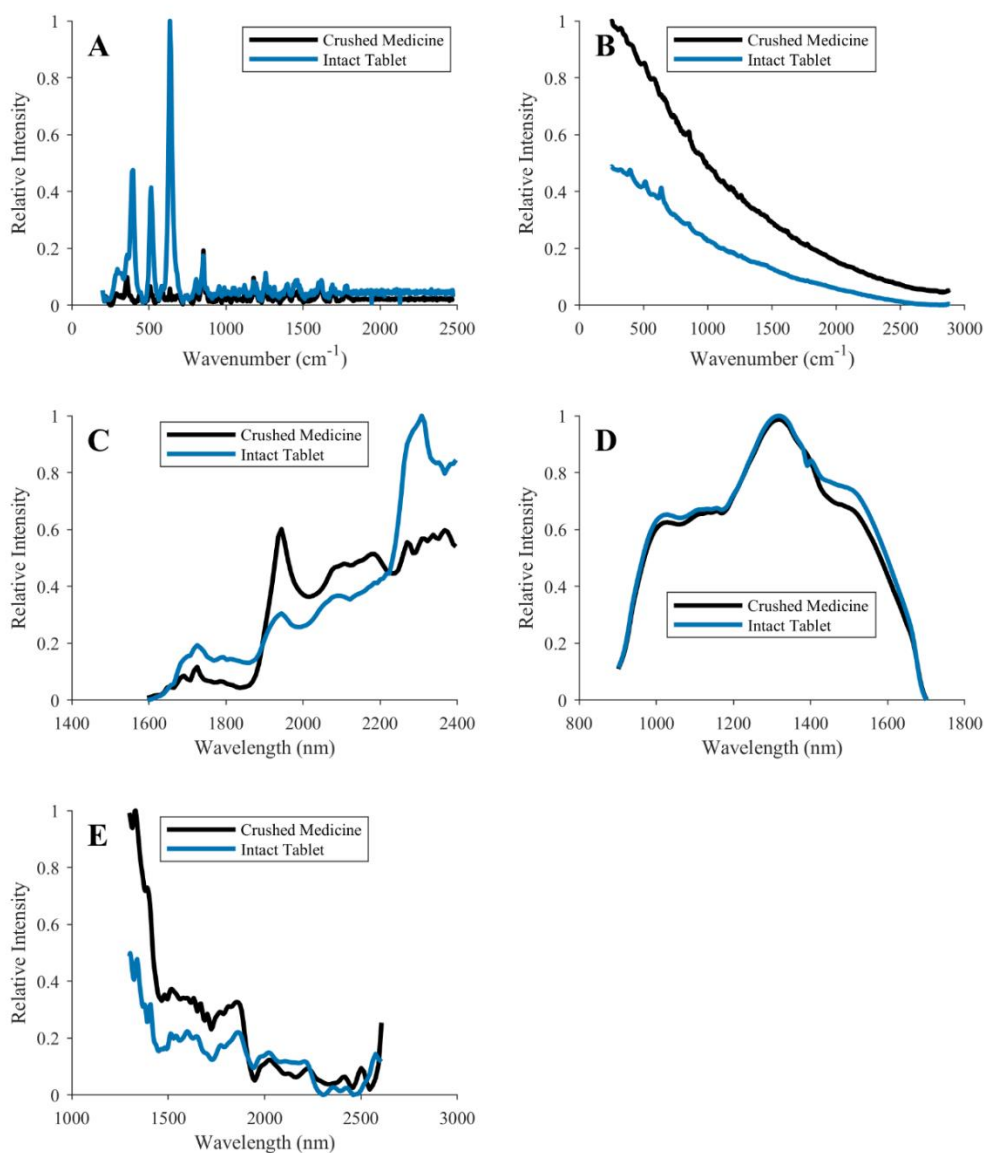 A
Crushed Medicine
Intact Tablet
Relative Intensity
1
0.8
0.6
0.4
0.2
0
0 500 1000 1500 2000 2500
Wavenumber (cm⁻¹)
B
Crushed Medicine
Intact Tablet
Relative Intensity
1
0.8
0.6
0.4
0.2
0
0 500 1000 1500 2000 2500 3000
Wavenumber (cm⁻¹)
C
Crushed Medicine
Intact Tablet
Relative Intensity
1
0.8
0.6
0.4
0.2
0
1400 1600 1800 2000 2200 2400
Wavelength (nm)
D
Crushed Medicine
Intact Tablet
Relative Intensity
1
0.8
0.6
0.4
0.2
0
800 1000 1200 1400 1600 1800
Wavelength (nm)
E
Crushed Medicine
Intact Tablet
Relative Intensity
1
0.8
0.6
0.4
0.2
0
1000 1500 2000 2500 3000
Wavelength (nm)